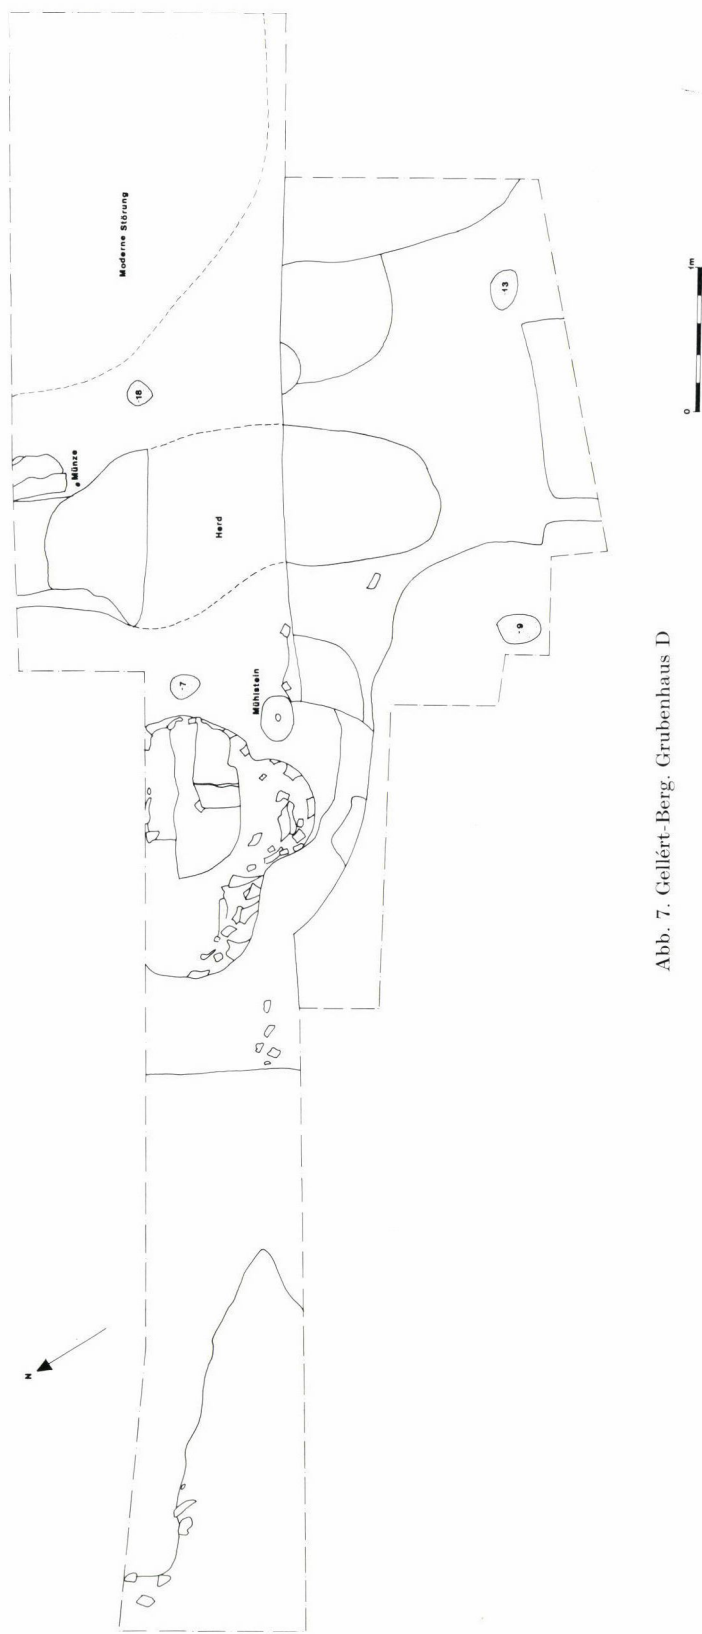 Moderne Störung
-18
-13
Münze
Herd
-9
-7
Mühlstein
N
0
1m
Abb. 7. Gellért-Berg. Grubenhaus D